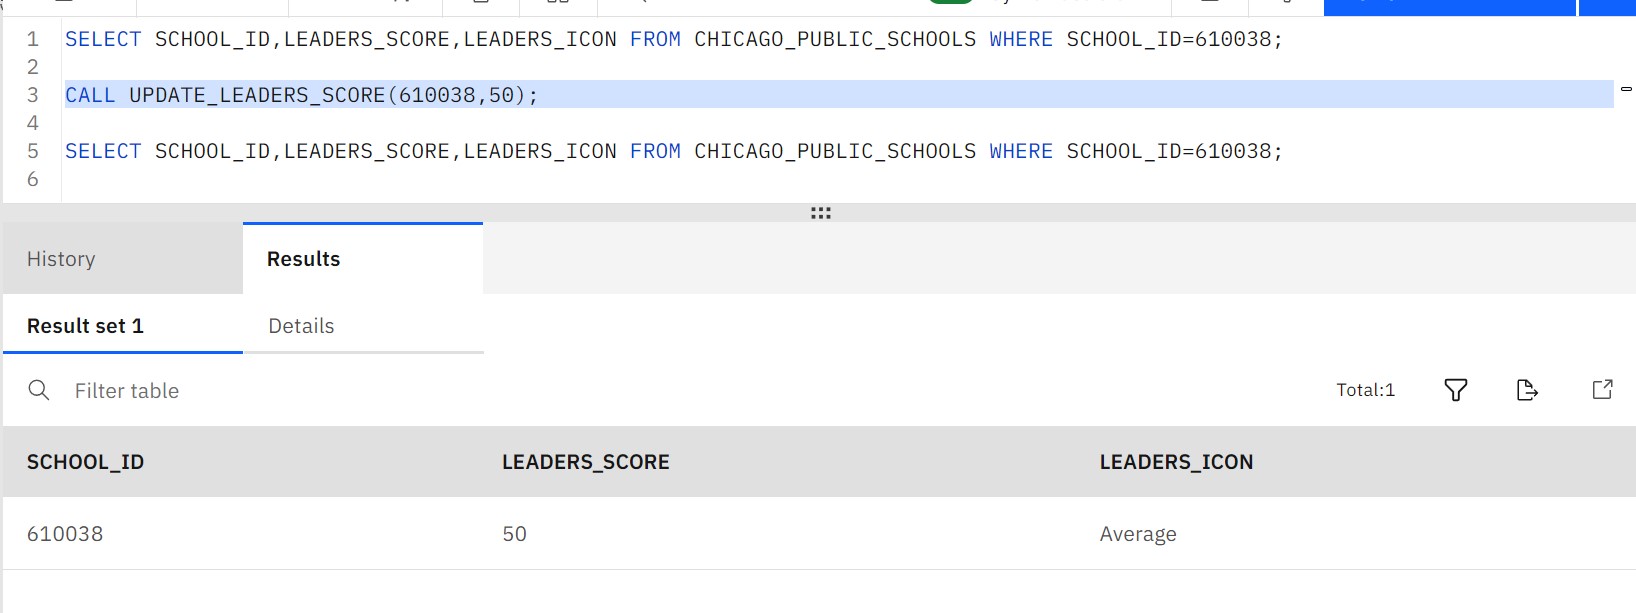 1 SELECT SCHOOL_ID,LEADERS_SCORE,LEADERS_ICON FROM CHICAGO_PUBLIC_SCHOOLS WHERE SCHOOL_ID=610038;
2
3 CALL UPDATE_LEADERS_SCORE(610038,50);
4
5 SELECT SCHOOL_ID,LEADERS_SCORE,LEADERS_ICON FROM CHICAGO_PUBLIC_SCHOOLS WHERE SCHOOL_ID=610038;
6
History Results
Result set 1 Details
Filter table Total:1
SCHOOL_ID LEADERS_SCORE LEADERS_ICON
610038 50 Average